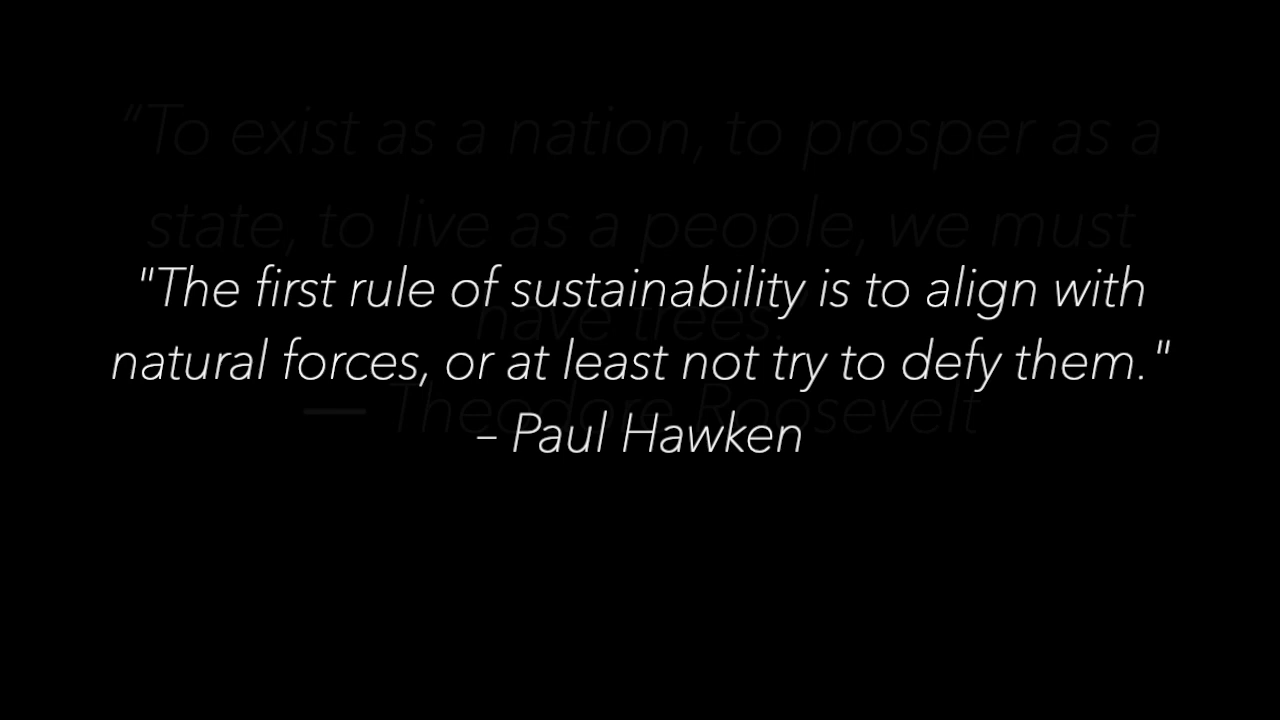 “To exist as a nation, to prosper as a
state, to live as a people, we must
have trees.”
— Theodore Roosevelt
"The first rule of sustainability is to align with
natural forces, or at least not try to defy them."
– Paul Hawken